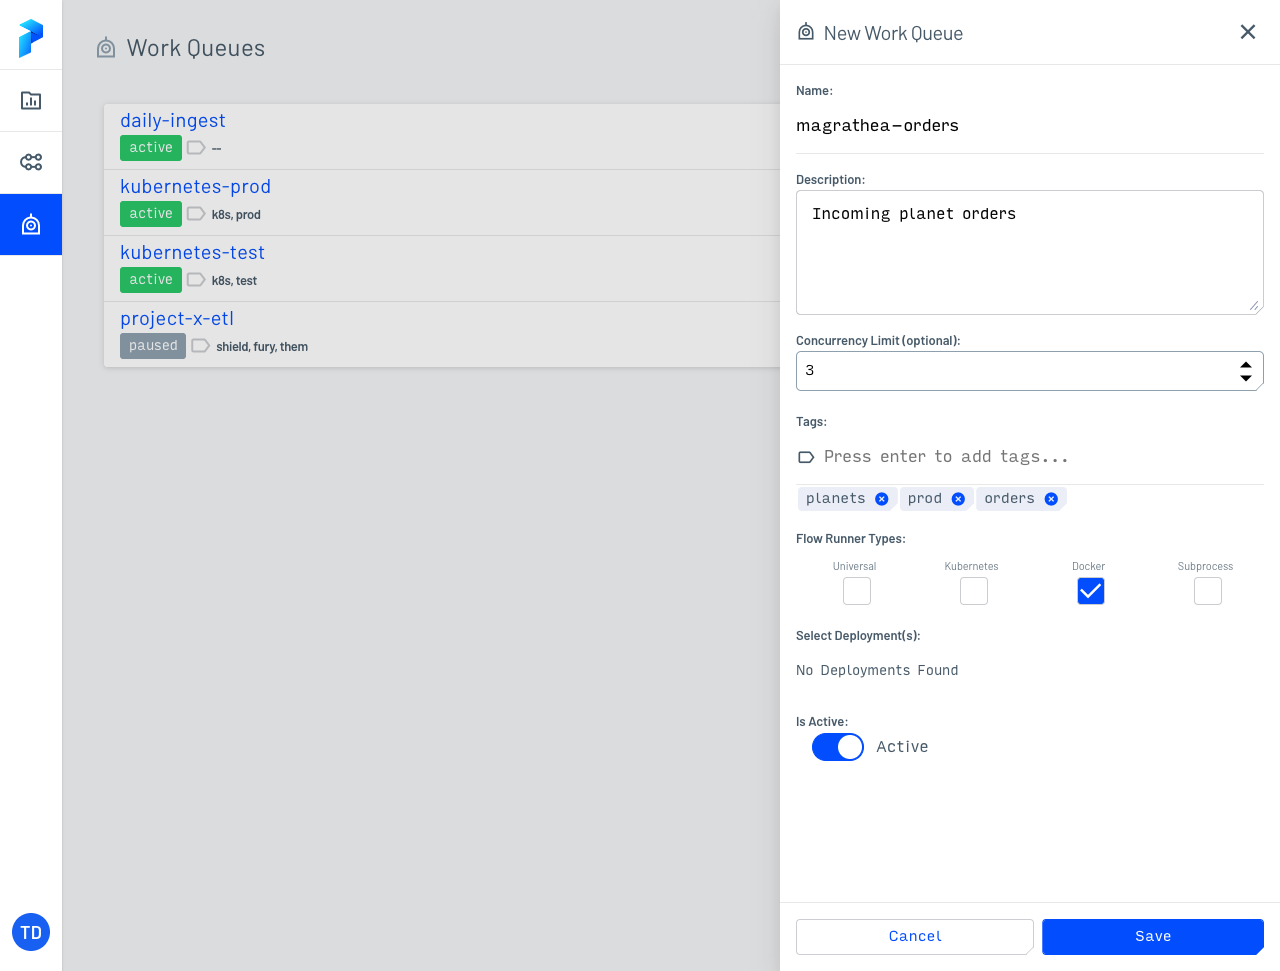 Work Queues
daily-ingest
active --
kubernetes-prod
active k8s, prod
kubernetes-test
active k8s, test
project-x-etl
paused shield, fury, them
TD
New Work Queue
Name:
magrathea-orders
Description:
Incoming planet orders
Concurrency Limit (optional):
3
Tags:
Press enter to add tags...
planets prod orders
Flow Runner Types:
Universal Kubernetes Docker Subprocess
Select Deployment(s):
No Deployments Found
Is Active:
Active
Cancel Save